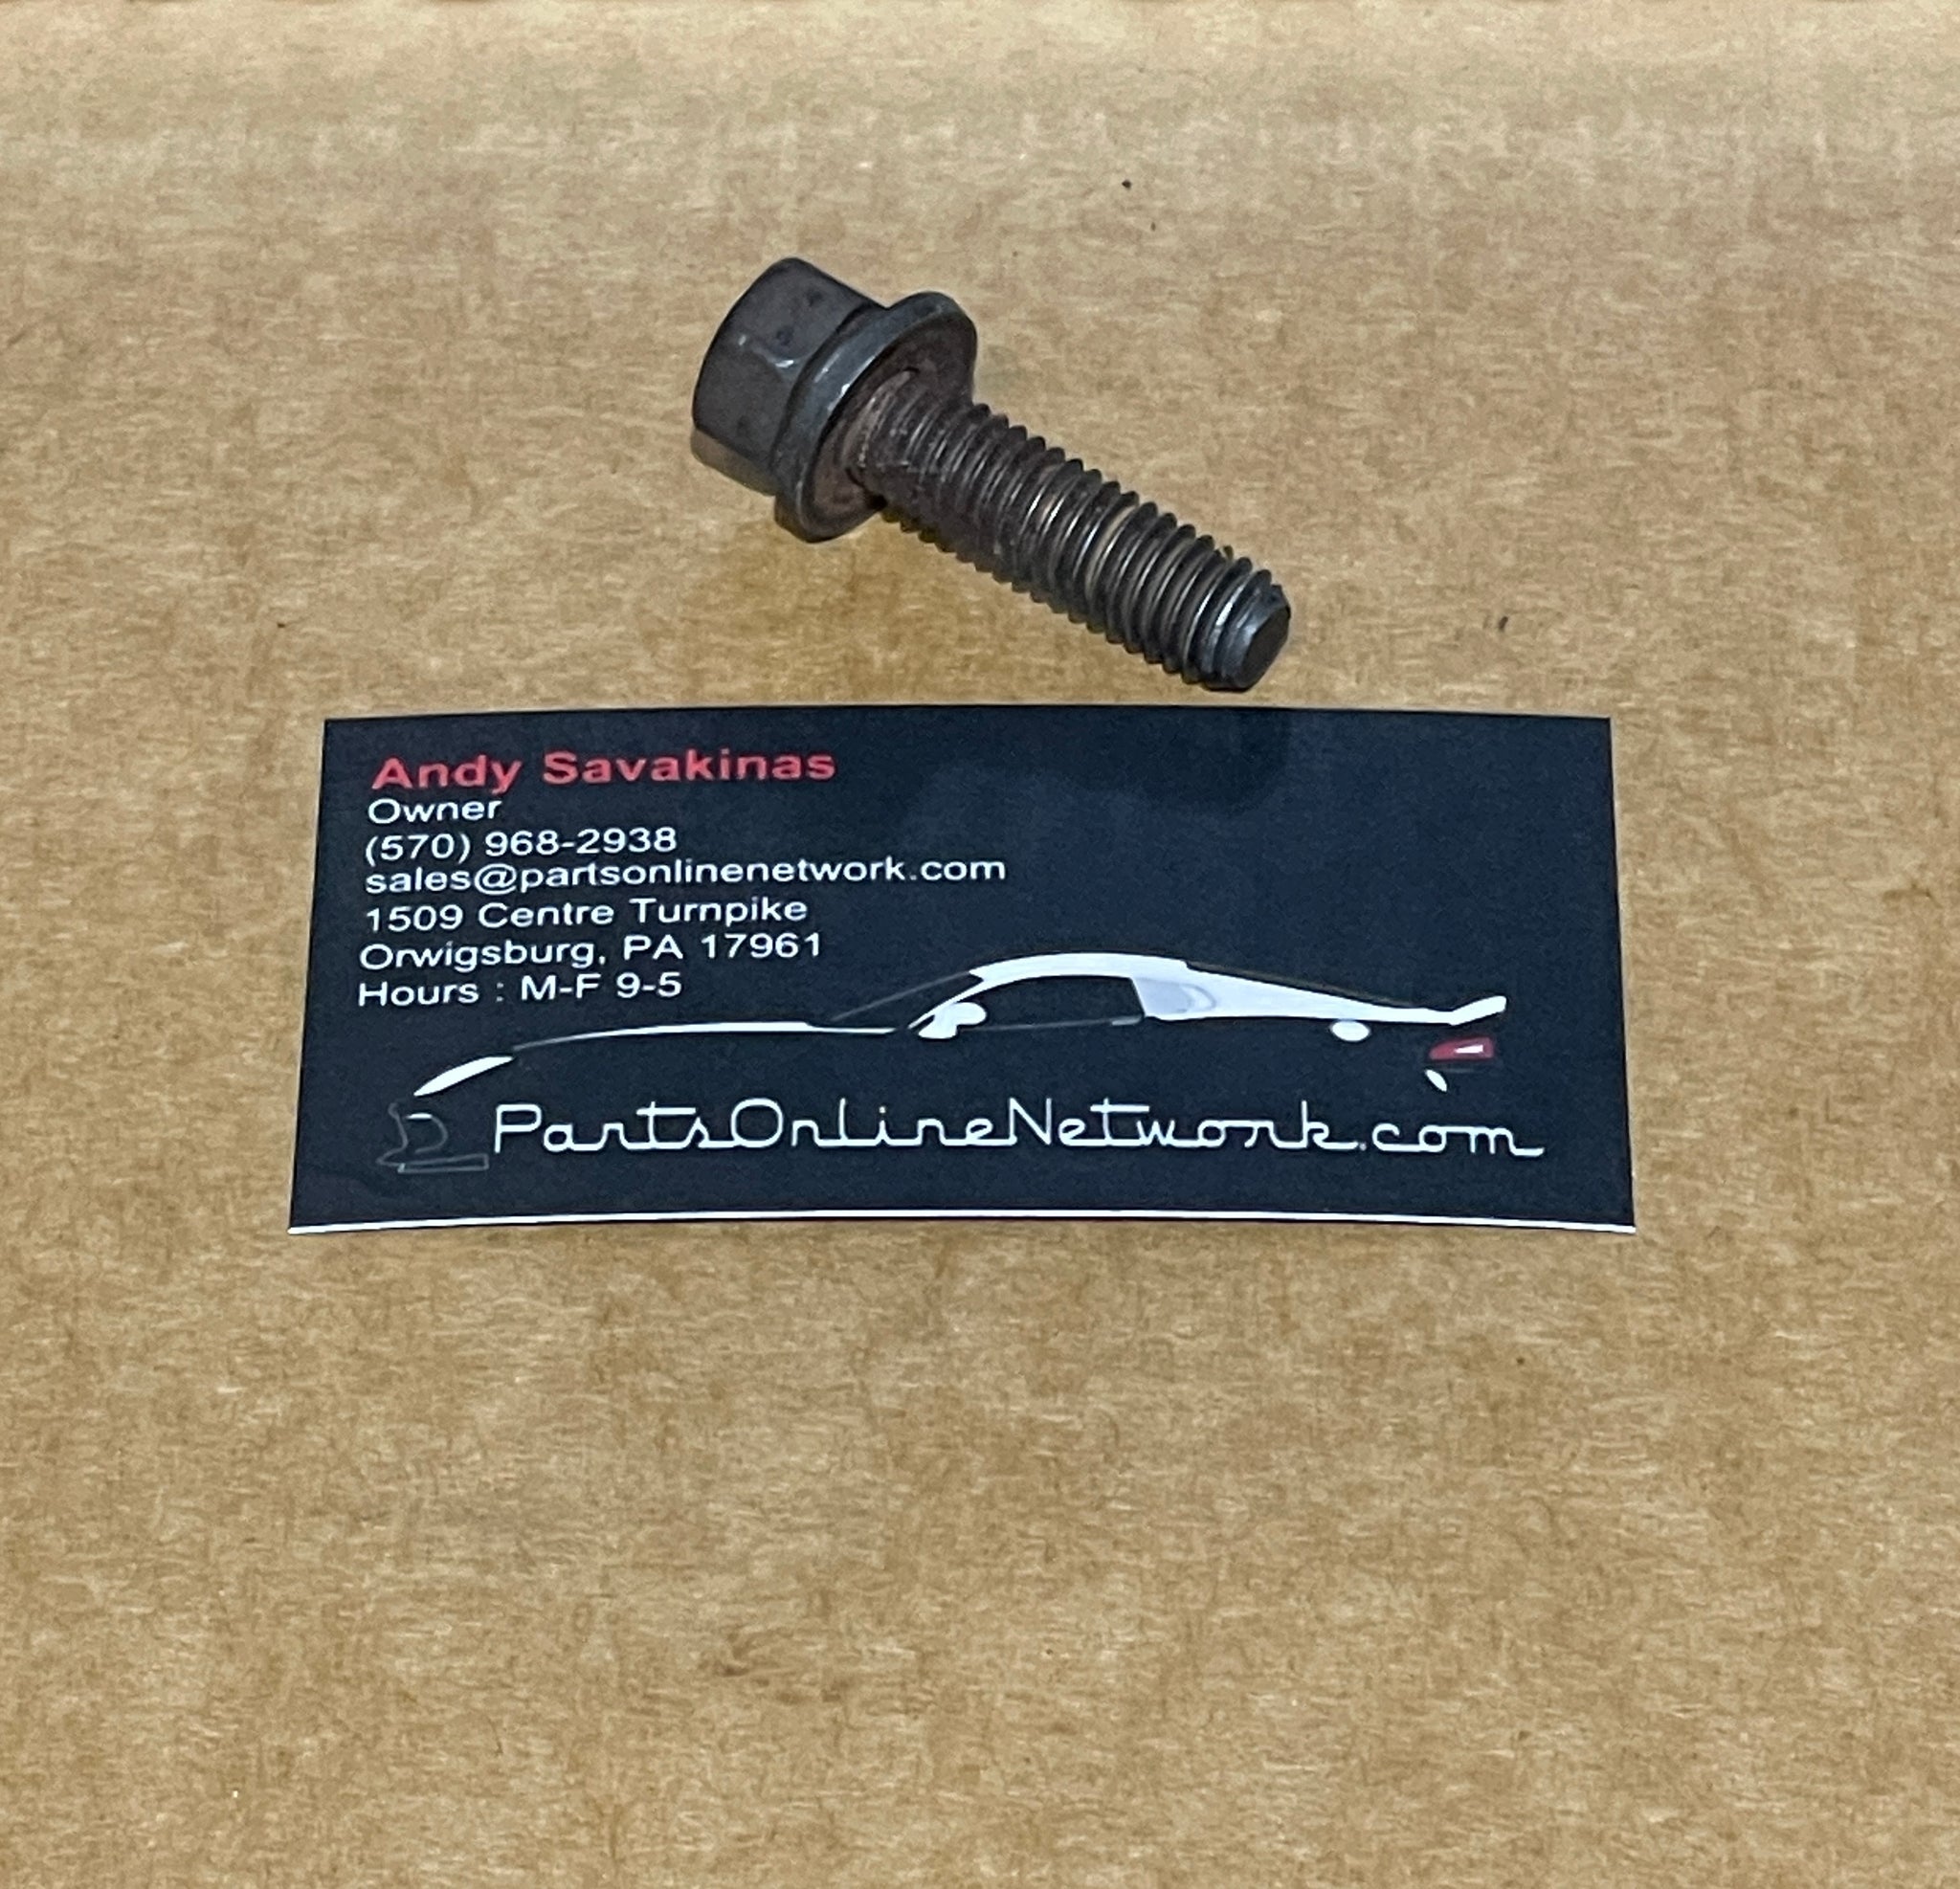 Andy Savakinas
Owner
(570) 968-2938
sales@partsonlinenetwork.com
1509 Centre Turnpike
Orwigsburg, PA 17961
Hours : M-F 9-5
PartsOnlineNetwork.com